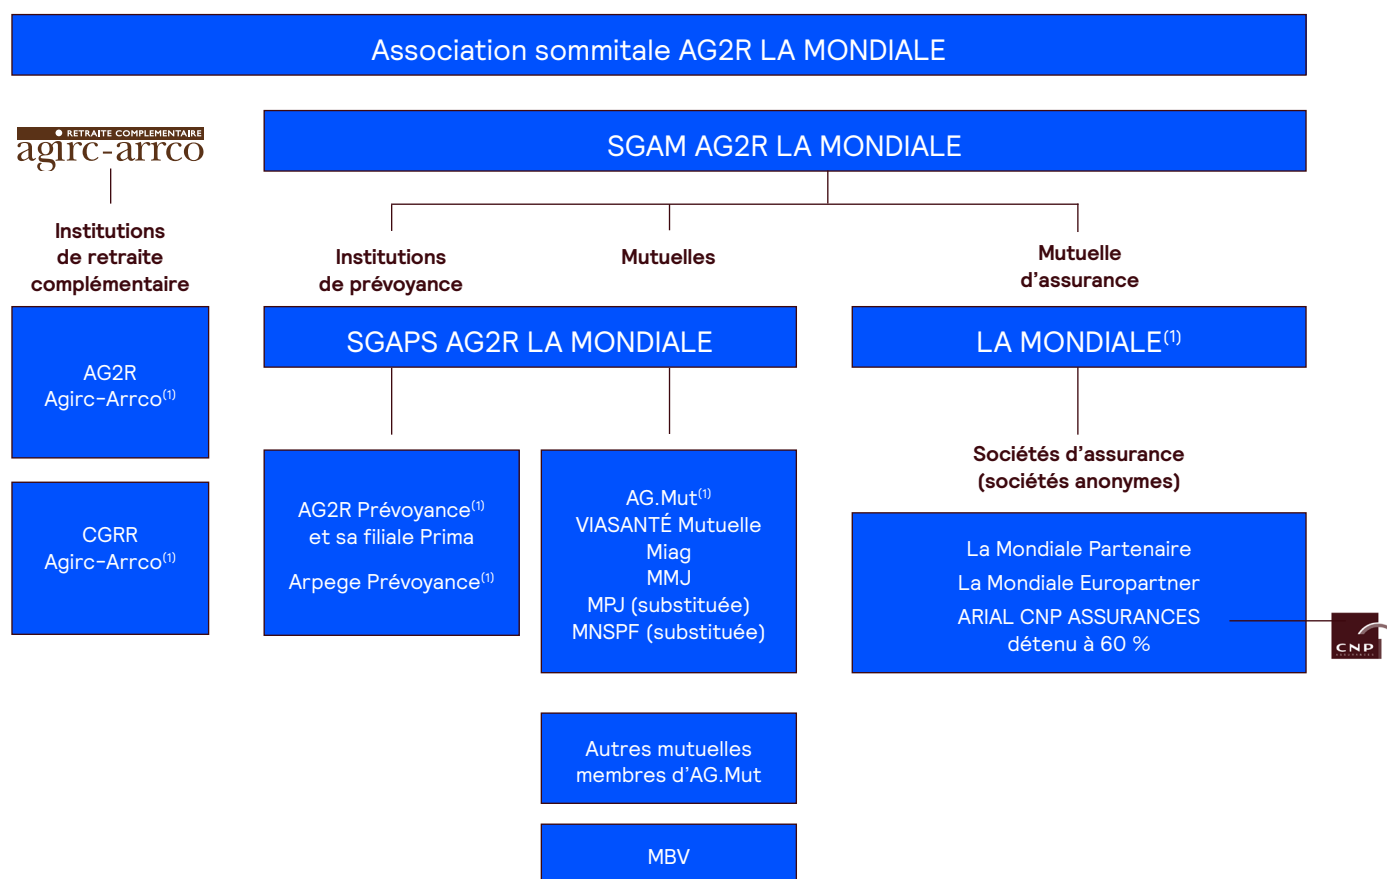 Association sommitale AG2R LA MONDIALE
RETRAITE COMPLEMENTAIRE
agirc-arrco
SGAM AG2R LA MONDIALE
Institutions
de retraite
complémentaire
Institutions
de prévoyance
Mutuelles
Mutuelle
d’assurance
AG2R
Agirc-Arrco⁽¹⁾
CGRR
Agirc-Arrco⁽¹⁾
SGAPS AG2R LA MONDIALE
LA MONDIALE⁽¹⁾
AG2R Prévoyance⁽¹⁾
et sa filiale Prima
Arpege Prévoyance⁽¹⁾
AG.Mut⁽¹⁾
VIASANTÉ Mutuelle
Miag
MMJ
MPJ (substituée)
MNSPF (substituée)
Autres mutuelles
membres d’AG.Mut
MBV
Sociétés d’assurance
(sociétés anonymes)
La Mondiale Partenaire
La Mondiale Europartner
ARIAL CNP ASSURANCES
détenu à 60 %
CNP